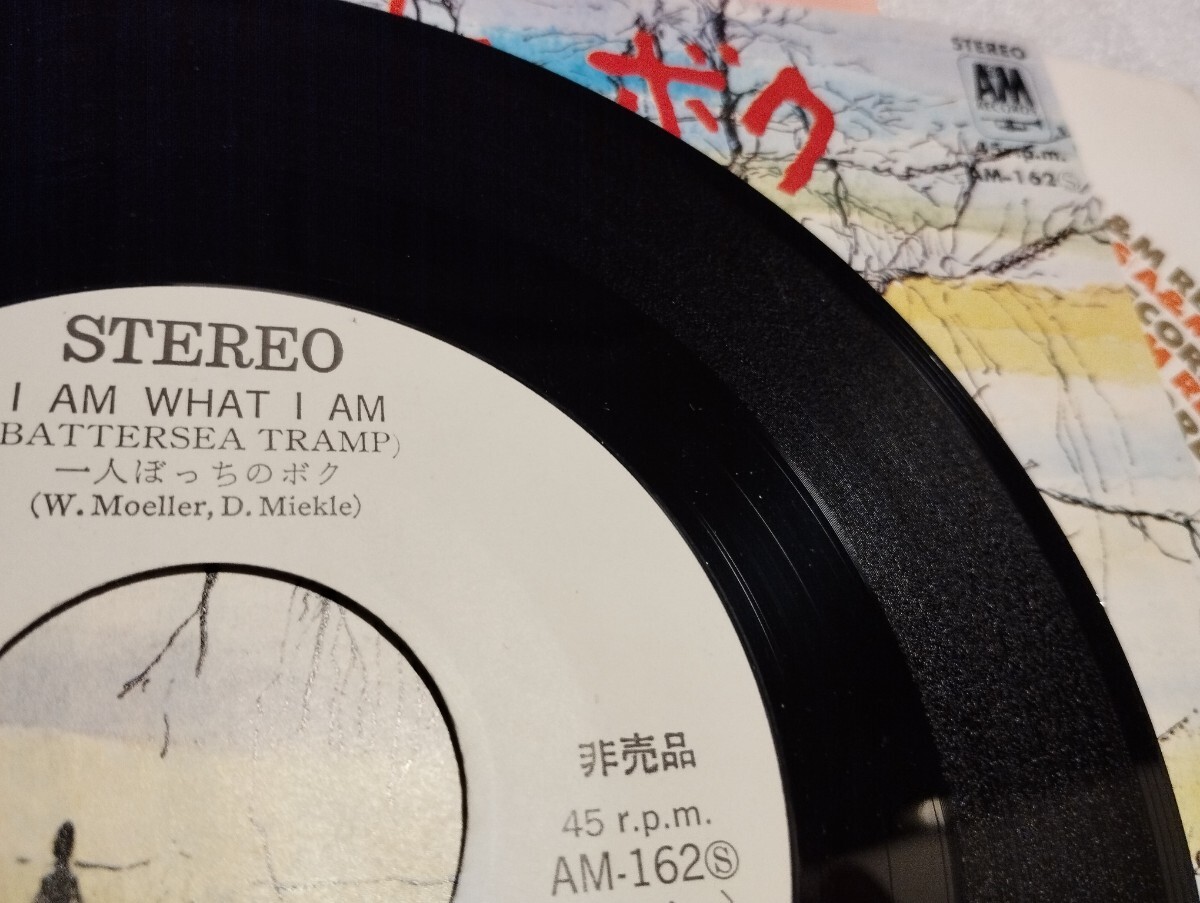 ボク
STEREO
A&M
RECORDS
45 r.p.m.
AM-162Ⓢ
STEREO
I AM WHAT I AM
(BATTERSEA TRAMP)
一人ぼっちのボク
(W. Moeller, D. Miekle)
非売品
45 r.p.m.
AM-162Ⓢ